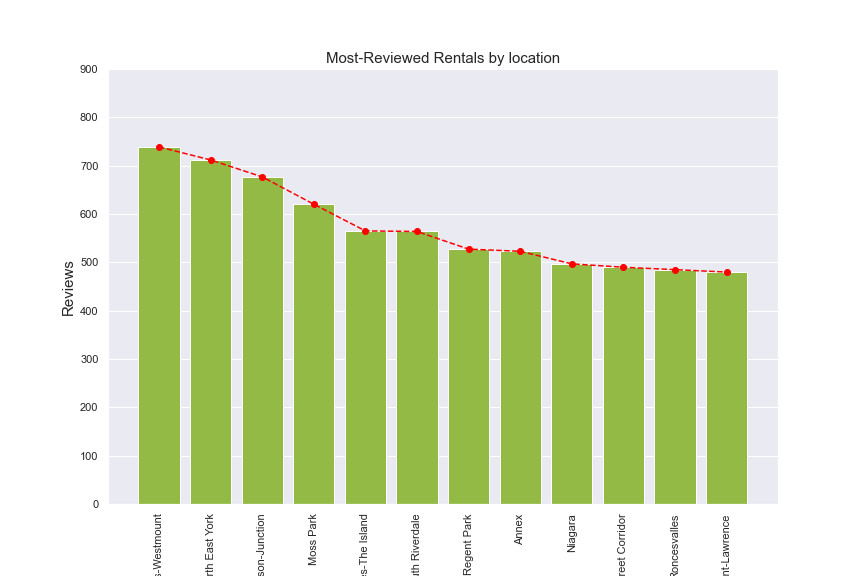 Most-Reviewed Rentals by location
900
800
700
600
500
400
300
200
100
0
Reviews
s-Westmount
rth East York
son-Junction
Moss Park
s-The Island
uth Riverdale
Regent Park
Annex
Niagara
reet Corridor
Roncesvalles
nt-Lawrence